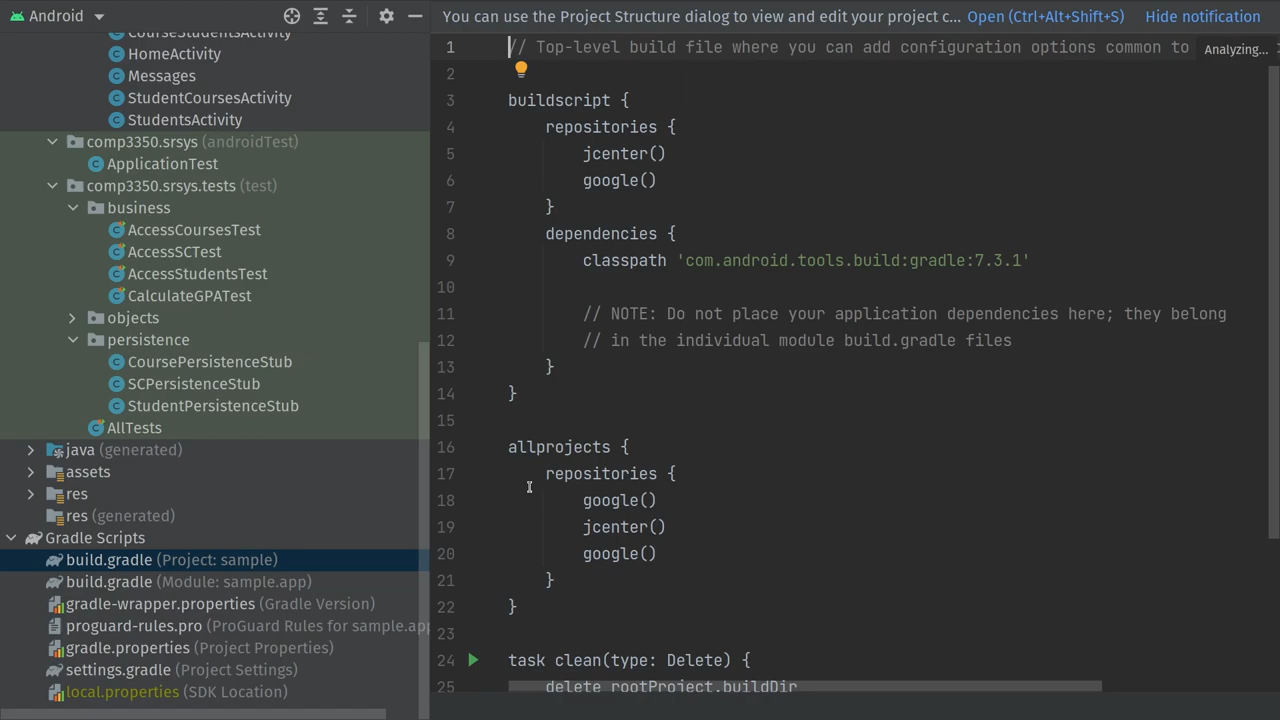 Android
CourseStudentsActivity
HomeActivity
Messages
StudentCoursesActivity
StudentsActivity
comp3350.srsys (androidTest)
ApplicationTest
comp3350.srsys.tests (test)
business
AccessCoursesTest
AccessSCTest
AccessStudentsTest
CalculateGPATest
objects
persistence
CoursePersistenceStub
SCPersistenceStub
StudentPersistenceStub
AllTests
java (generated)
assets
res
res (generated)
Gradle Scripts
build.gradle (Project: sample)
build.gradle (Module: sample.app)
gradle-wrapper.properties (Gradle Version)
proguard-rules.pro (ProGuard Rules for sample.app
gradle.properties (Project Properties)
settings.gradle (Project Settings)
local.properties (SDK Location)
You can use the Project Structure dialog to view and edit your project c... Open (Ctrl+Alt+Shift+S) Hide notification
1 // Top-level build file where you can add configuration options common to Analyzing...
2
3 buildscript {
4 repositories {
5 jcenter()
6 google()
7 }
8 dependencies {
9 classpath 'com.android.tools.build:gradle:7.3.1'
10
11 // NOTE: Do not place your application dependencies here; they belong
12 // in the individual module build.gradle files
13 }
14 }
15
16 allprojects {
17 repositories {
18 google()
19 jcenter()
20 google()
21 }
22 }
23
24 task clean(type: Delete) {
25 delete rootProject.buildDir